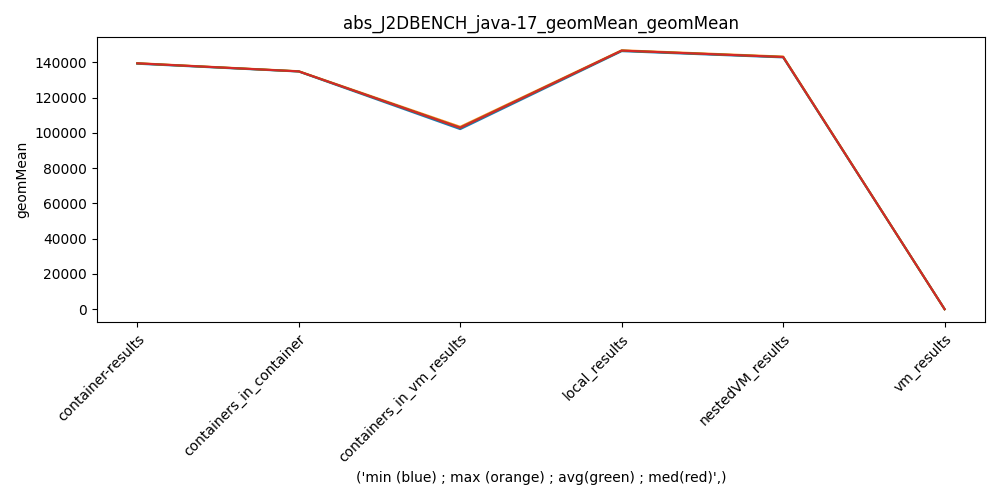 abs_J2DBENCH_java-17_geomMean_geomMean
geomMean
140000
120000
100000
80000
60000
40000
20000
0
container-results
containers_in_container
containers_in_vm_results
local_results
nestedVM_results
vm_results
('min (blue) ; max (orange) ; avg(green) ; med(red)',)